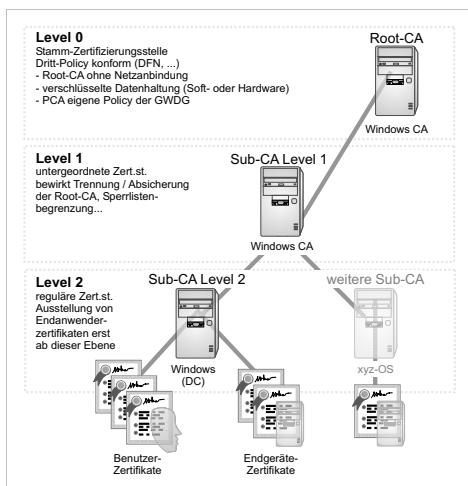 Level 0
Stamm-Zertifizierungsstelle
Dritt-Policy konform (DFN, ...)
- Root-CA ohne Netzanbindung
- verschlüsselte Datenhaltung (Soft- oder Hardware)
- PCA eigene Policy der GWDG
Root-CA
Windows CA
Level 1
untergeordnete Zert.st.
bewirkt Trennung / Absicherung
der Root-CA, Sperrlisten-
begrenzung...
Sub-CA Level 1
Windows CA
Level 2
reguläre Zert.st.
Ausstellung von
Endanwender-
zertifikaten erst
ab dieser Ebene
Sub-CA Level 2
Windows
(DC)
weitere Sub-CA
xyz-OS
Benutzer-
Zertifikate
Endgeräte-
Zertifikate